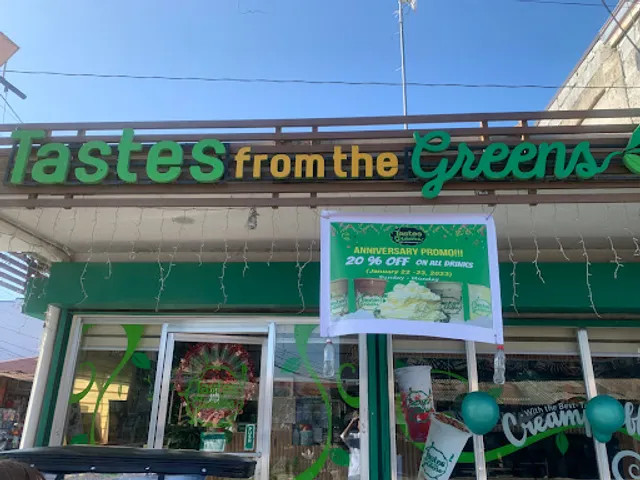 Tastes from the Greens
Tastes
Greens
ANNIVERSARY PROMO!!!
20 % OFF ON ALL DRINKS
(January 22 -23, 2023)
Sunday - Monday
With the Best-
Creamy